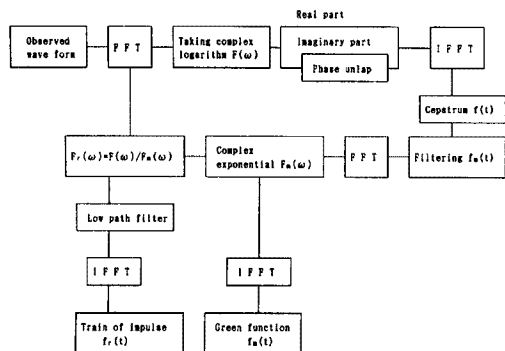 Real part
Observed
wave form
F F T
Taking complex
logarithm F(ω)
Imaginary part
Phase unlap
I F F T
Cepatrum f(t)
Fr(ω)=F(ω)/Fm(ω)
Complex
exponential Fm(ω)
F F T
Filtering fm(t)
Low path filter
I F F T
I F F T
Train of impulse
fr(t)
Green function
fm(t)